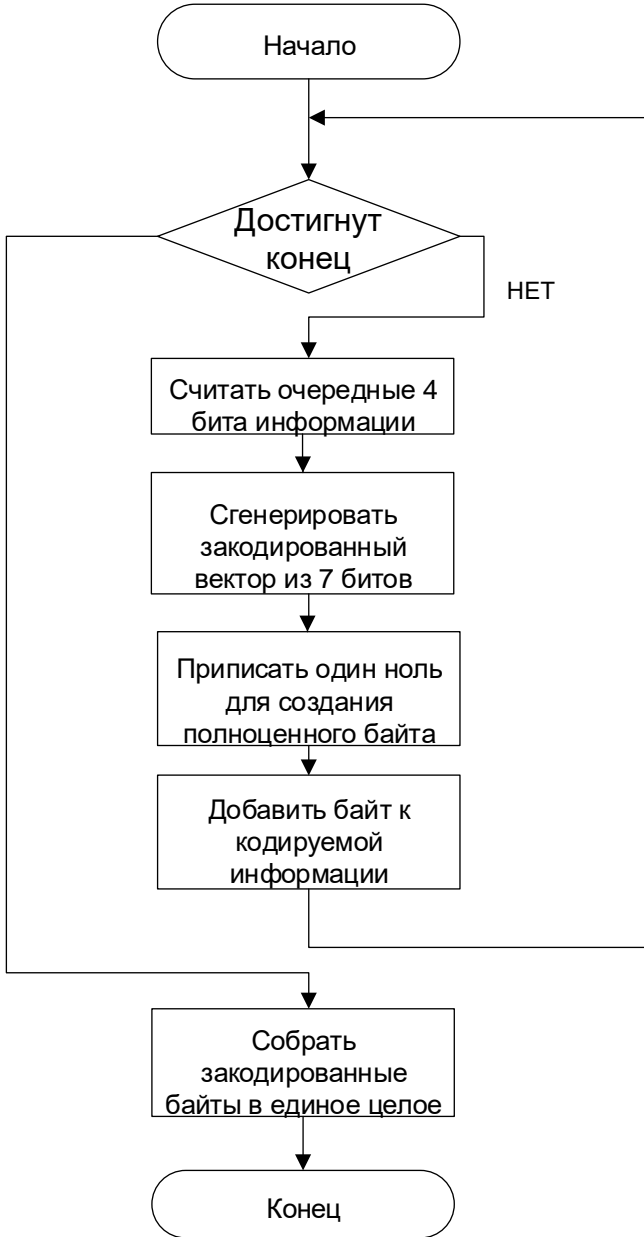 Начало
Достигнут
конец
НЕТ
Считать очередные 4
бита информации
Сгенерировать
закодированный
вектор из 7 битов
Приписать один ноль
для создания
полноценного байта
Добавить байт к
кодируемой
информации
Собрать
закодированные
байты в единое целое
Конец